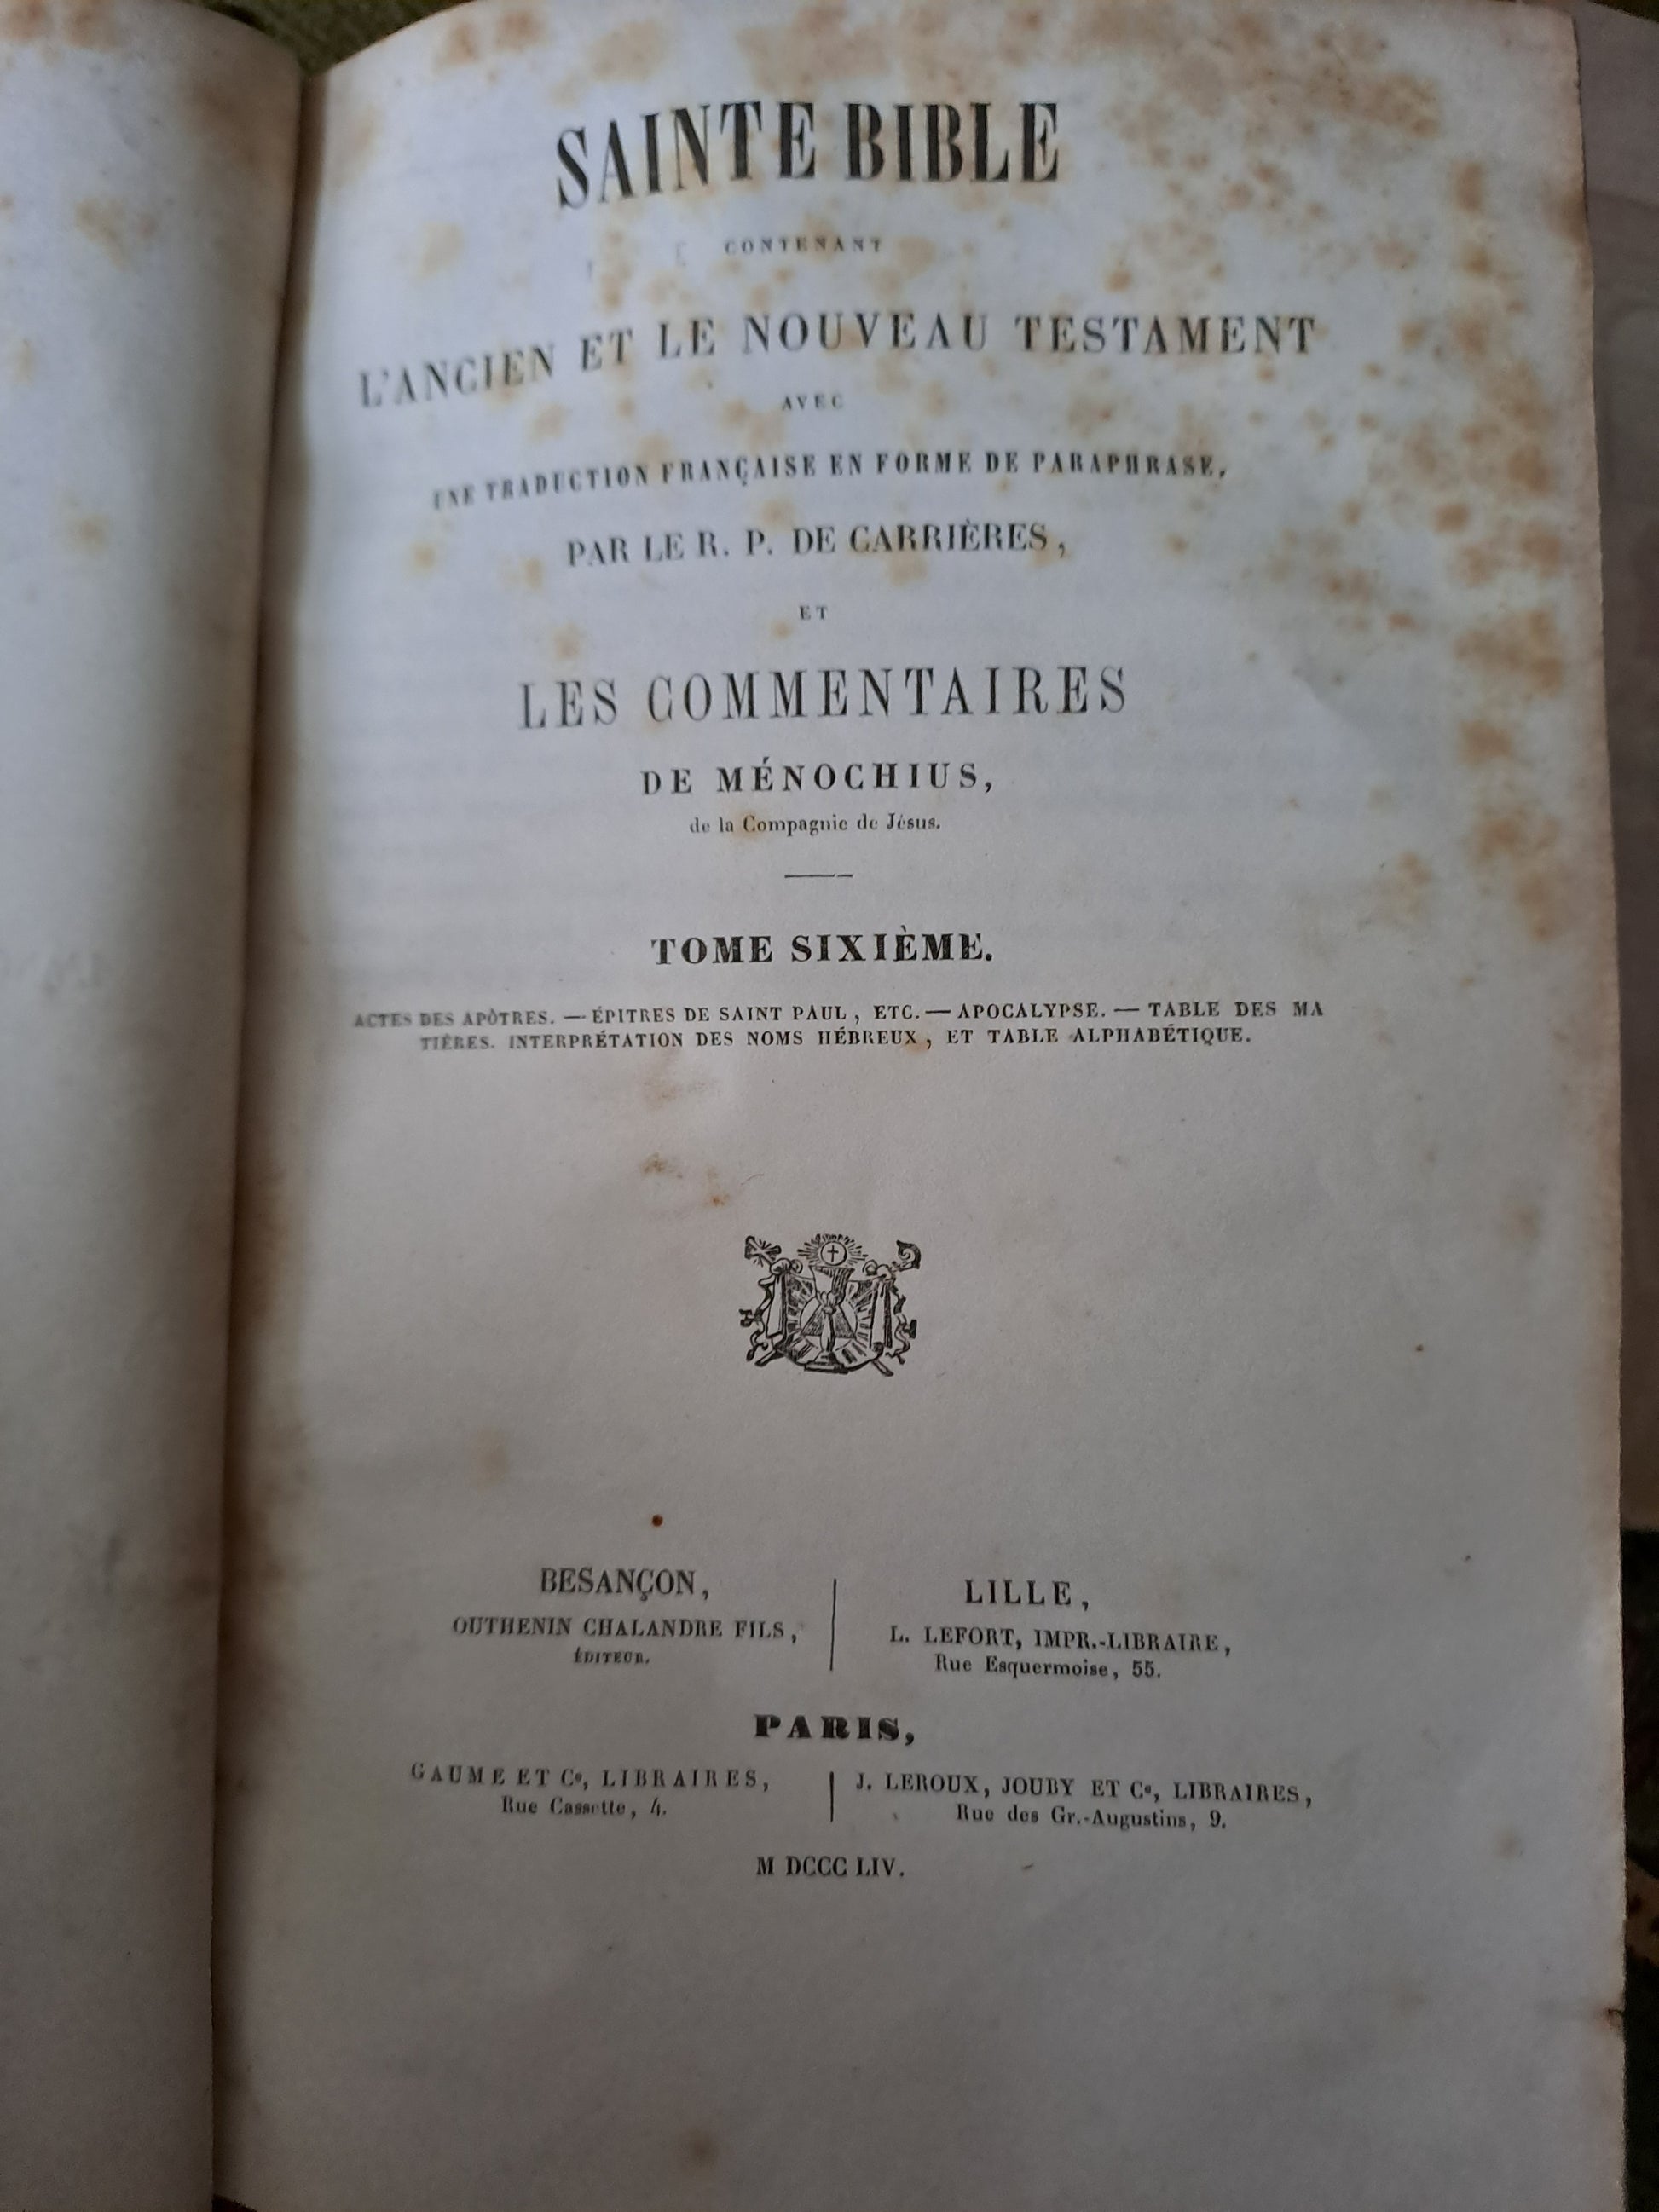 SAINTE BIBLE
CONTENANT
L'ANCIEN ET LE NOUVEAU TESTAMENT
AVEC
UNE TRADUCTION FRANÇAISE EN FORME DE PARAPHRASE,
PAR LE R. P. DE CARRIÈRES,
ET
LES COMMENTAIRES
DE MÉNOCHIUS,
de la Compagnie de Jésus.
TOME SIXIÈME.
ACTES DES APÔTRES. — ÉPITRES DE SAINT PAUL, ETC. — APOCALYPSE. — TABLE DES MA
TIÈRES. INTERPRÉTATION DES NOMS HÉBREUX, ET TABLE ALPHABÉTIQUE.
BESANÇON,
OUTHENIN CHALANDRE FILS,
ÉDITEUR.
LILLE,
L. LEFORT, IMPR.-LIBRAIRE,
Rue Esquermoise, 55.
PARIS,
GAUME ET Cᵉ, LIBRAIRES,
Rue Cassette, 4.
J. LEROUX, JOUBY ET Cᵉ, LIBRAIRES,
Rue des Gr.-Augustins, 9.
M DCCC LIV.